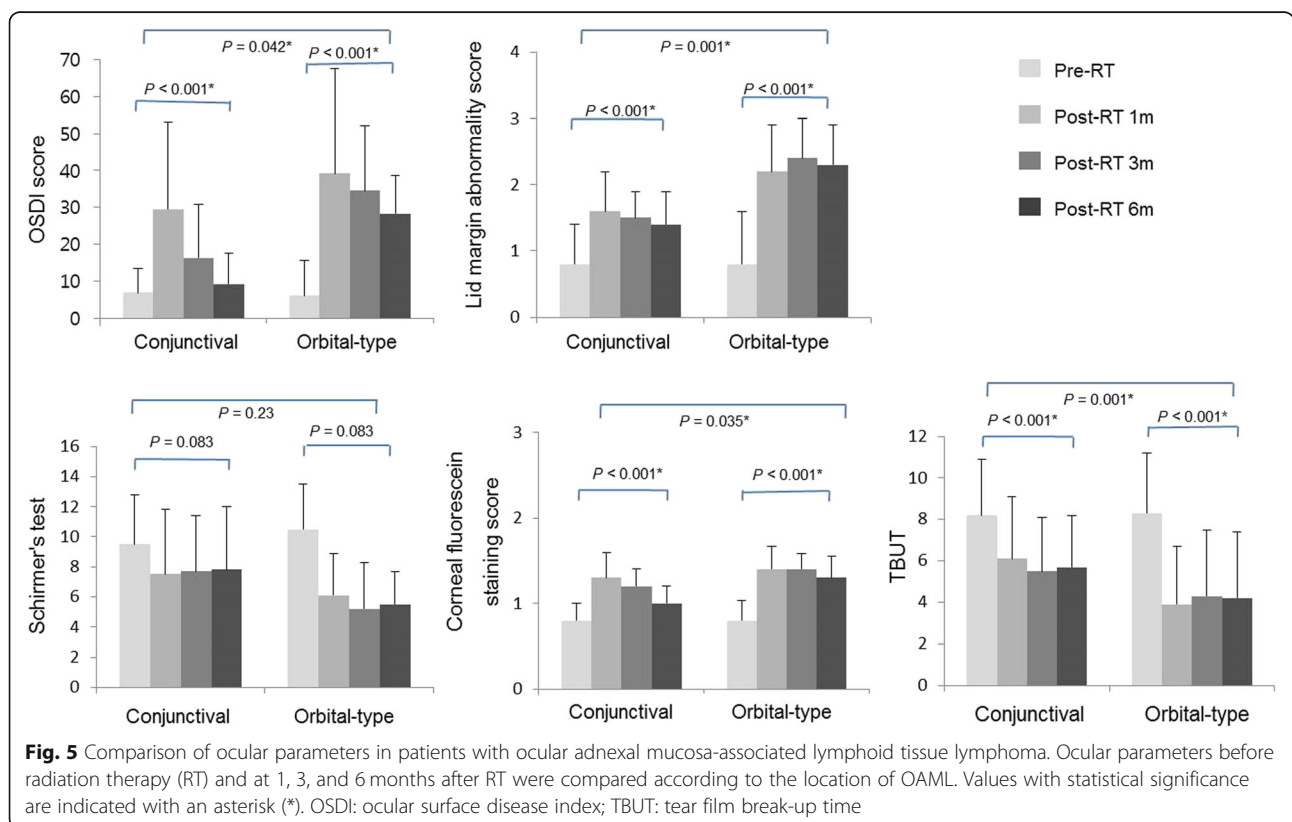 P = 0.042*
P < 0.001*
P < 0.001*
OSDI score
70
60
50
40
30
20
10
0
Conjunctival
Orbital-type
P = 0.001*
P < 0.001*
P < 0.001*
Lid margin abnormality score
4
3
2
1
0
Conjunctival
Orbital-type
Pre-RT
Post-RT 1m
Post-RT 3m
Post-RT 6m
P = 0.23
P = 0.083
P = 0.083
Schirmer's test
16
14
12
10
8
6
4
2
0
Conjunctival
Orbital-type
P = 0.035*
P < 0.001*
P < 0.001*
Corneal fluorescein
staining score
3
2
1
0
Conjunctival
Orbital-type
P = 0.001*
P < 0.001*
P < 0.001*
TBUT
12
10
8
6
4
2
0
Conjunctival
Orbital-type
Fig. 5 Comparison of ocular parameters in patients with ocular adnexal mucosa-associated lymphoid tissue lymphoma. Ocular parameters before
radiation therapy (RT) and at 1, 3, and 6 months after RT were compared according to the location of OAML. Values with statistical significance
are indicated with an asterisk (*). OSDI: ocular surface disease index; TBUT: tear film break-up time